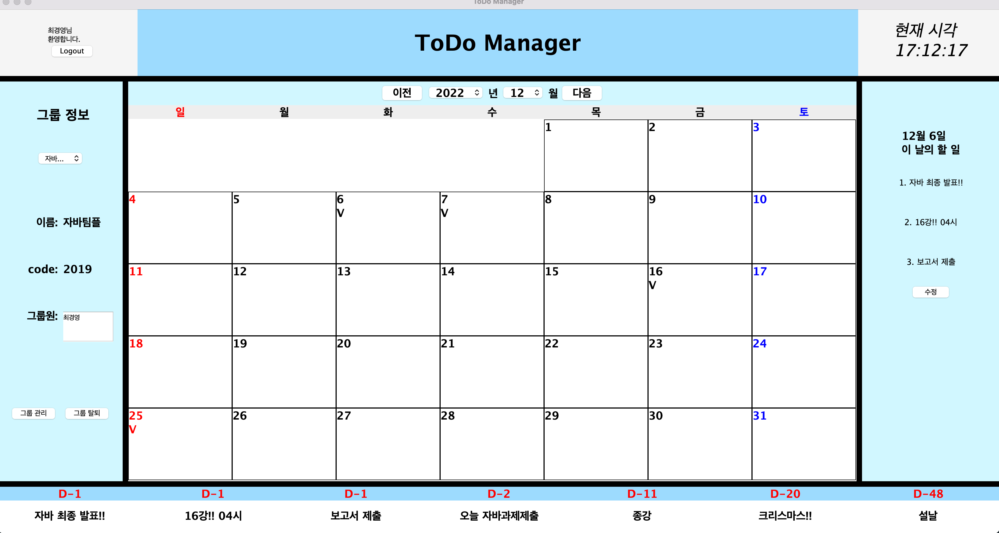 ToDo Manager
최경영님
환영합니다.
Logout
ToDo Manager
현재 시각
17:12:17
그룹 정보
자바...
이름: 자바팀플
code: 2019
그룹원: 최경영
그룹 관리 그룹 탈퇴
이전 2022 년 12 월 다음
일 월 화 수 목 금 토
1 2 3
4 5 6 7 8 9 10
V V
11 12 13 14 15 16 17
V
18 19 20 21 22 23 24
25 26 27 28 29 30 31
V
12월 6일
이 날의 할 일
1. 자바 최종 발표!!
2. 16강!! 04시
3. 보고서 제출
수정
D-1 D-1 D-1 D-2 D-11 D-20 D-48
자바 최종 발표!! 16강!! 04시 보고서 제출 오늘 자바과제제출 종강 크리스마스!! 설날